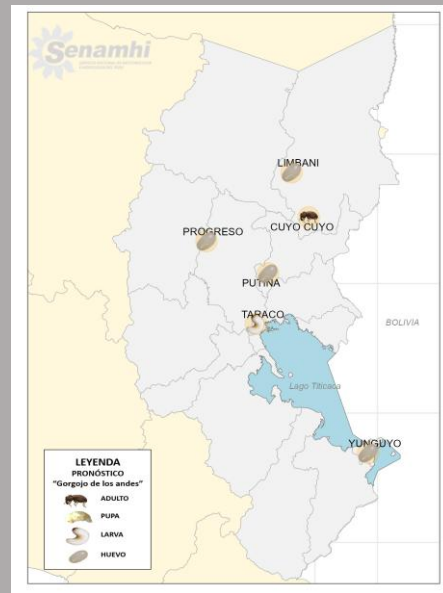 Senamhi
LIMBANI
CUYO CUYO
PROGRESO
PUTINA
TARACO
BOLIVIA
Lago Titicaca
YUNGUYO
LEYENDA
PRONÓSTICO
"Gorgojo de los andes"
ADULTO
PUPA
LARVA
HUEVO